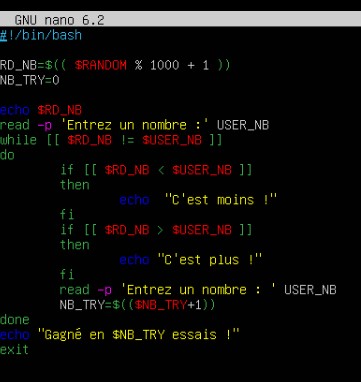 GNU nano 6.2
#!/bin/bash
RD_NB=$(( $RANDOM % 1000 + 1 ))
NB_TRY=0
echo $RD_NB
read -p 'Entrez un nombre :' USER_NB
while [[ $RD_NB != $USER_NB ]]
do
if [[ $RD_NB < $USER_NB ]]
then
echo "C'est moins !"
fi
if [[ $RD_NB > $USER_NB ]]
then
echo "C'est plus !"
fi
read -p 'Entrez un nombre : ' USER_NB
NB_TRY=$(($NB_TRY+1))
done
echo "Gagné en $NB_TRY essais !"
exit